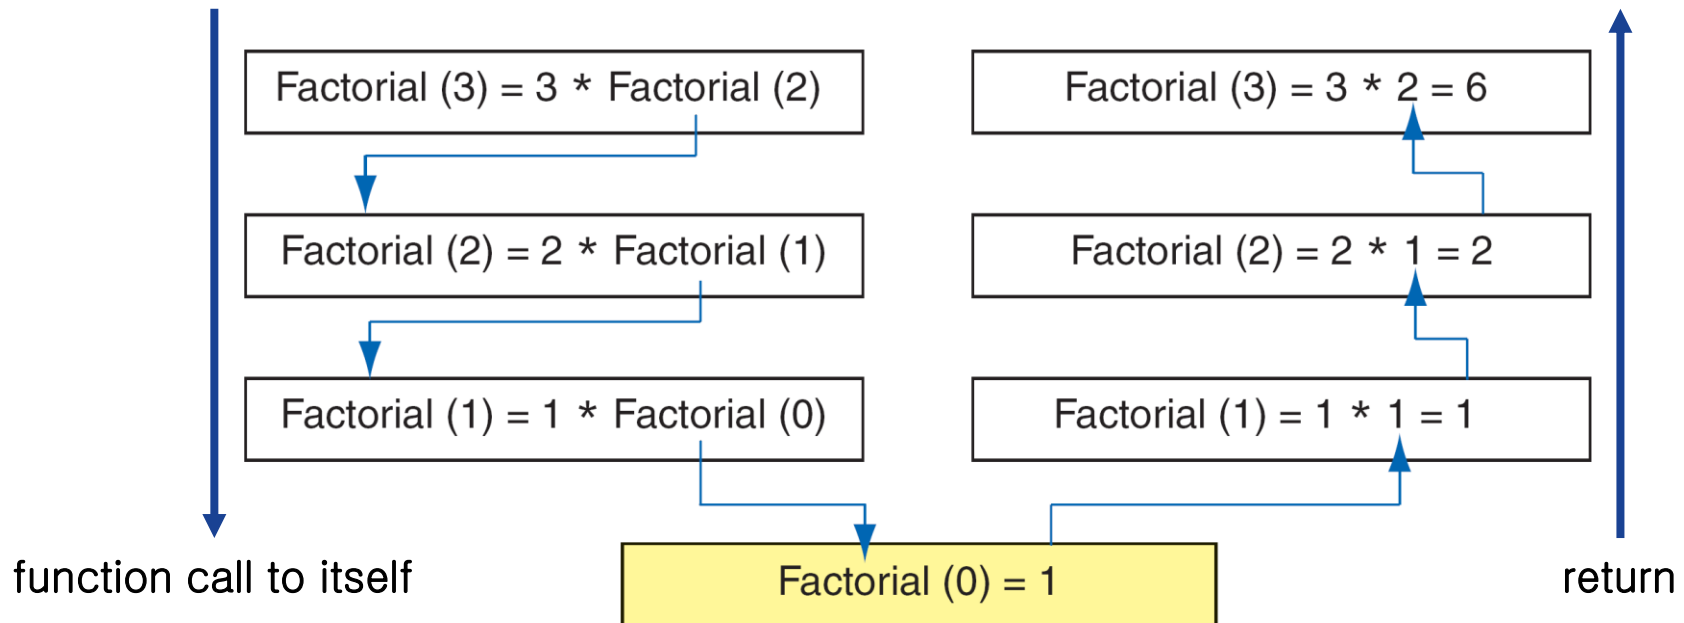 Factorial (3) = 3 * Factorial (2)
Factorial (3) = 3 * 2 = 6
Factorial (2) = 2 * Factorial (1)
Factorial (2) = 2 * 1 = 2
Factorial (1) = 1 * Factorial (0)
Factorial (1) = 1 * 1 = 1
function call to itself
Factorial (0) = 1
return